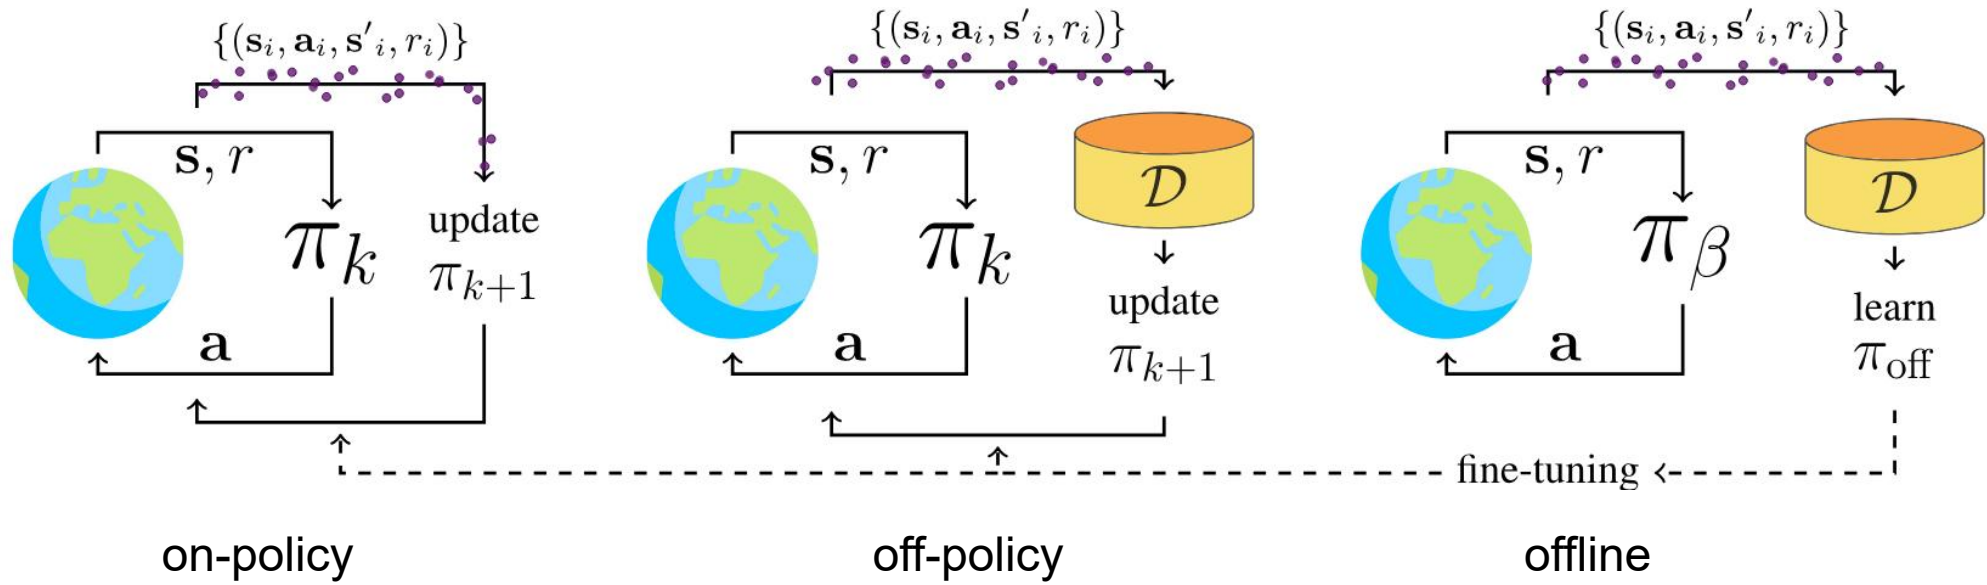 {(s_i, a_i, s'_i, r_i)}
s, r
π_k
a
update
π_{k+1}
{(s_i, a_i, s'_i, r_i)}
s, r
π_k
a
𝒟
update
π_{k+1}
{(s_i, a_i, s'_i, r_i)}
s, r
π_β
a
𝒟
learn
π_off
fine-tuning
on-policy
off-policy
offline